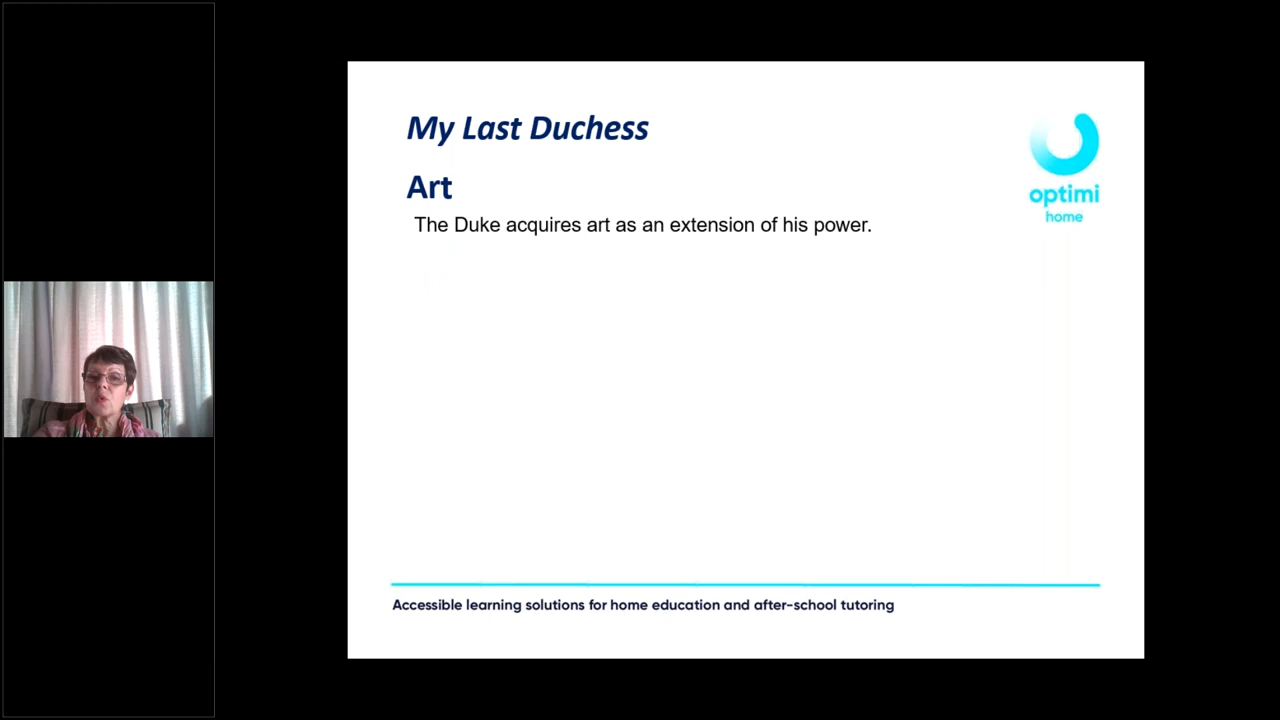 My Last Duchess
Art
The Duke acquires art as an extension of his power.
optimi
home
Accessible learning solutions for home education and after-school tutoring